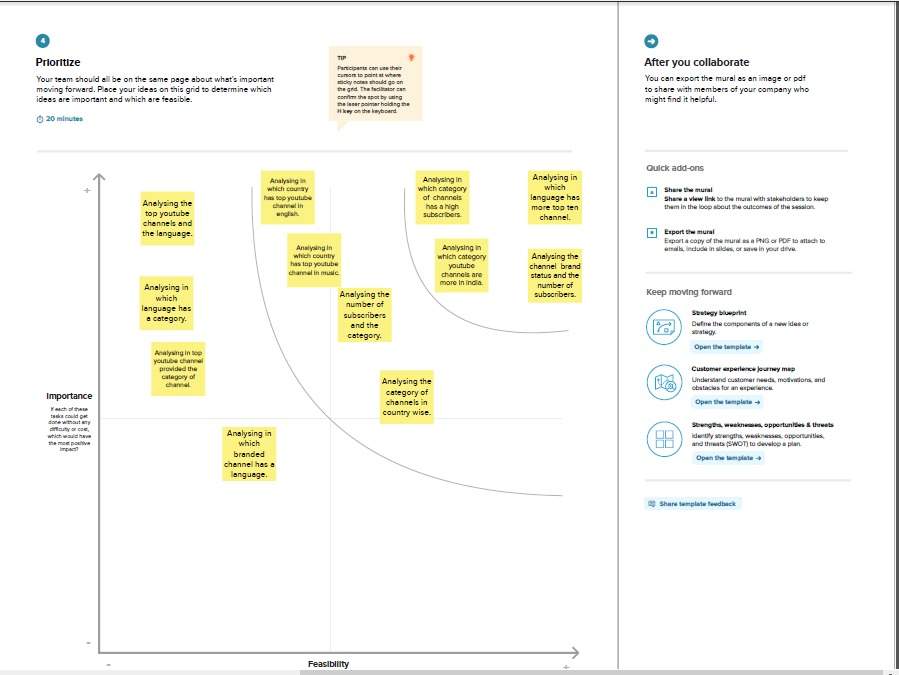 4
Prioritize
Your team should all be on the same page about what's important
moving forward. Place your ideas on this grid to determine which
ideas are important and which are feasible.
20 minutes
TIP
Participants can use their
cursors to point at where
sticky notes should go on
the grid. The facilitator can
confirm the spot by using
the laser pointer holding the
H key on the keyboard.
+
Analysing the
top youtube
channels and
the language.
Analysing in
which country
has top youtube
channel in
english.
Analysing in
which category
of channels
has a high
subscribers.
Analysing in
which
language has
more top ten
channel.
Analysing in
which country
has top youtube
channel in music.
Analysing in
which category
youtube
channels are
more in india.
Analysing the
channel brand
status and the
number of
subscribers.
Analysing in
which
language has
a category.
Analysing the
number of
subscribers
and the
category.
Analysing in top
youtube channel
provided the
category of
channel.
Analysing the
category of
channels in
country wise.
Analysing in
which
branded
channel has a
language.
Importance
If each of these
tasks could get
done without any
difficulty or cost,
which would have
the most positive
impact?
-
-
Feasibility
+
After you collaborate
You can export the mural as an image or pdf
to share with members of your company who
might find it helpful.
Quick add-ons
Share the mural
Share a view link to the mural with stakeholders to keep
them in the loop about the outcomes of the session.
Export the mural
Export a copy of the mural as a PNG or PDF to attach to
emails, include in slides, or save in your drive.
Keep moving forward
Strategy blueprint
Define the components of a new idea or
strategy.
Open the template →
Customer experience journey map
Understand customer needs, motivations, and
obstacles for an experience.
Open the template →
Strengths, weaknesses, opportunities & threats
Identify strengths, weaknesses, opportunities,
and threats (SWOT) to develop a plan.
Open the template →
Share template feedback